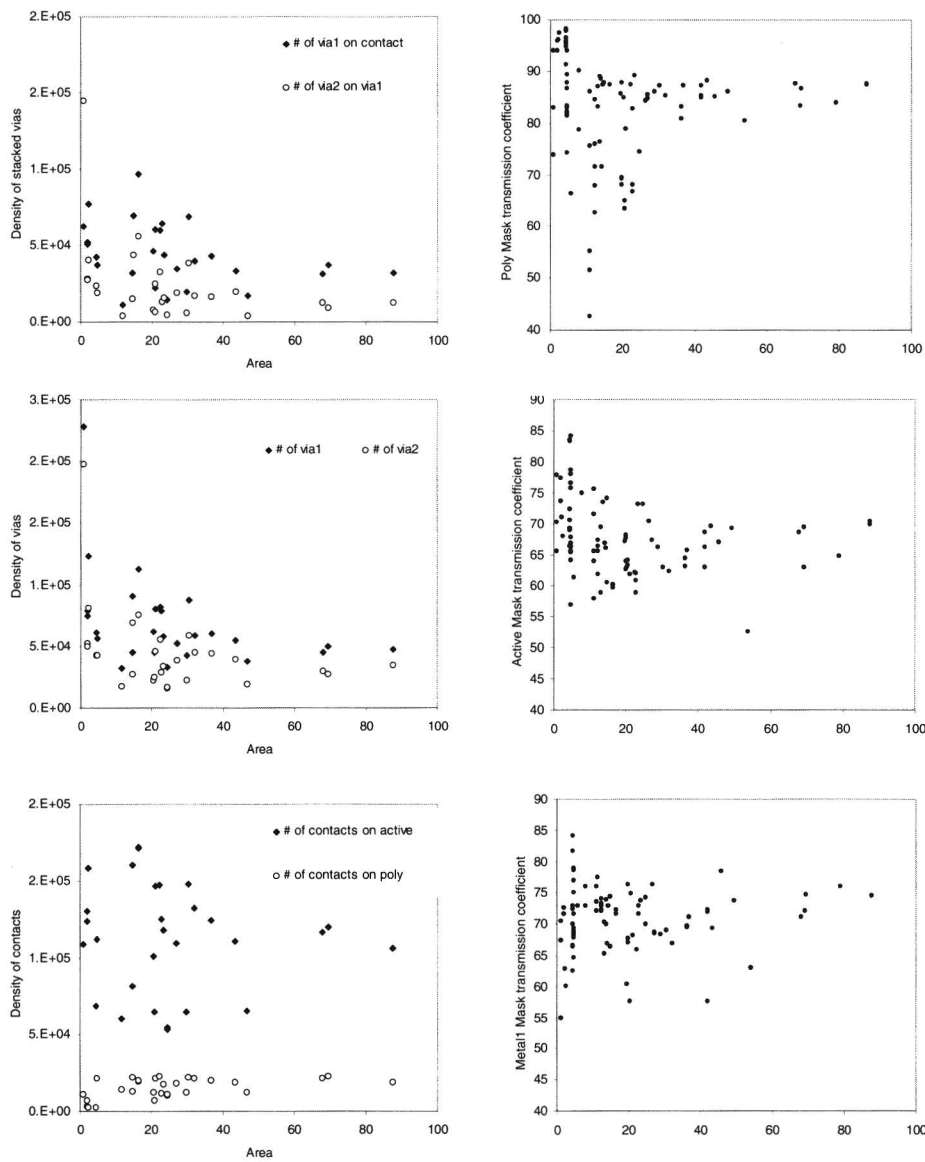 2.E+05
2.E+05
1.E+05
5.E+04
0.E+00
0 20 40 60 80 100
Density of stacked vias
Area
# of via1 on contact
# of via2 on via1
100
90
80
70
60
50
40
0 20 40 60 80 100
Poly Mask transmission coefficient
3.E+05
2.E+05
2.E+05
1.E+05
5.E+04
0.E+00
0 20 40 60 80 100
Density of vias
Area
# of via1 # of via2
90
85
80
75
70
65
60
55
50
45
40
0 20 40 60 80 100
Active Mask transmission coefficient
2.E+05
2.E+05
1.E+05
5.E+04
0.E+00
0 20 40 60 80 100
Density of contacts
Area
# of contacts on active
# of contacts on poly
90
85
80
75
70
65
60
55
50
45
40
0 20 40 60 80 100
Metal1 Mask transmission coefficient